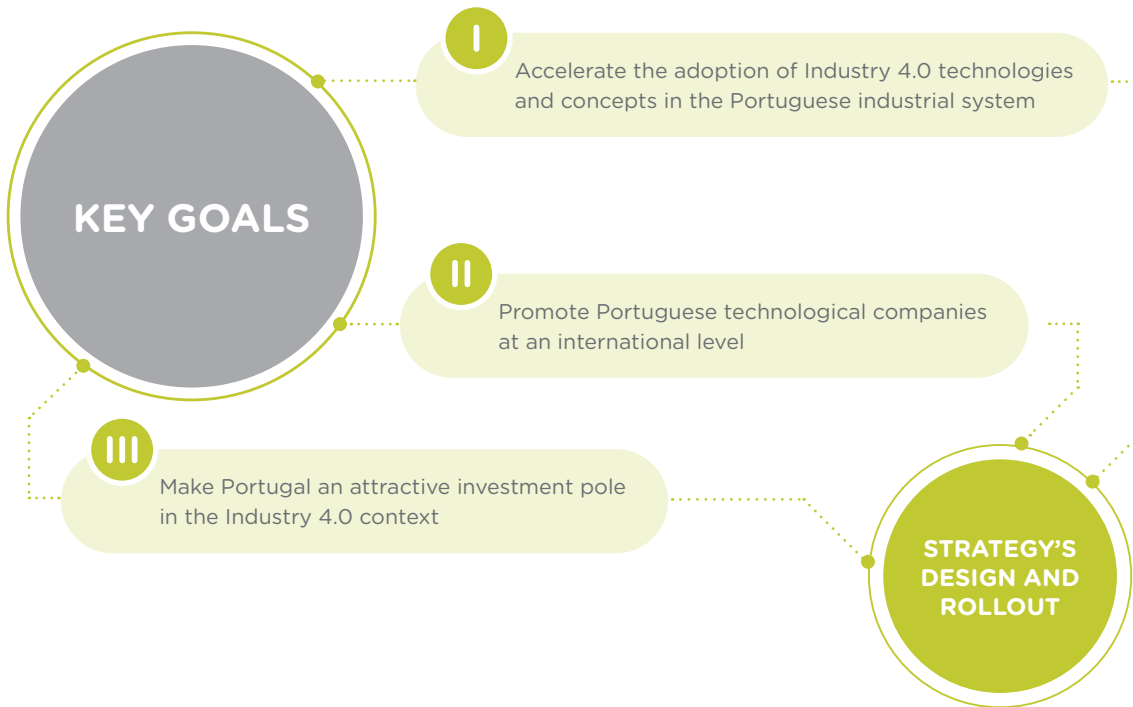 KEY GOALS
I
Accelerate the adoption of Industry 4.0 technologies
and concepts in the Portuguese industrial system
II
Promote Portuguese technological companies
at an international level
III
Make Portugal an attractive investment pole
in the Industry 4.0 context
STRATEGY’S
DESIGN AND
ROLLOUT